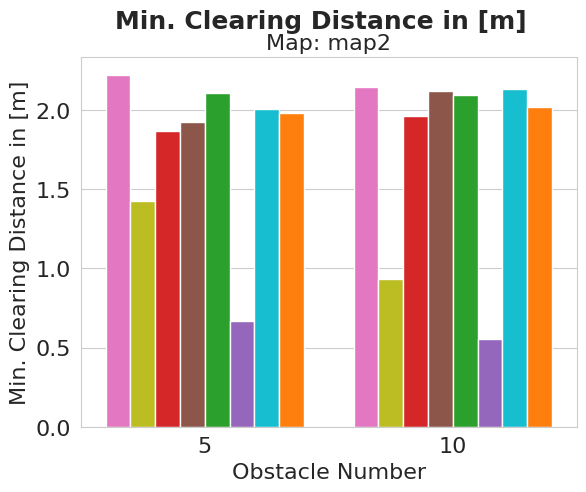 Min. Clearing Distance in [m]
Map: map2
Min. Clearing Distance in [m]
2.0
1.5
1.0
0.5
0.0
5
10
Obstacle Number